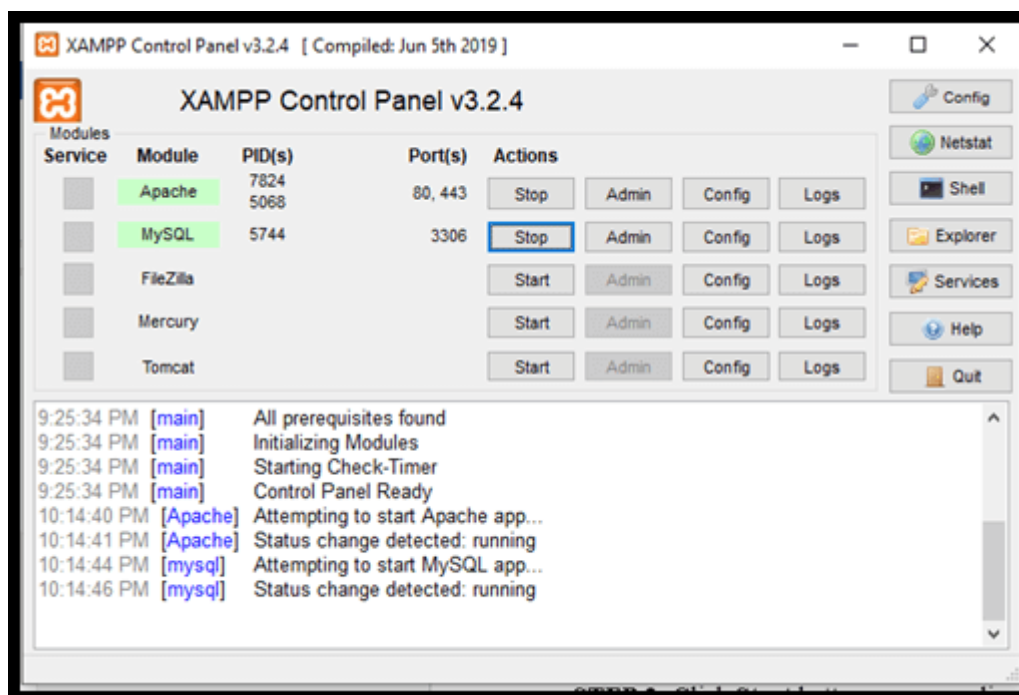 XAMPP Control Panel v3.2.4 [ Compiled: Jun 5th 2019 ]
XAMPP Control Panel v3.2.4
Config
Modules
Netstat
Service Module PID(s) Port(s) Actions
Apache 7824 5068 80, 443 Stop Admin Config Logs
Shell
MySQL 5744 3306 Stop Admin Config Logs
Explorer
FileZilla Start Admin Config Logs
Services
Mercury Start Admin Config Logs
Help
Tomcat Start Admin Config Logs
Quit
9:25:34 PM [main] All prerequisites found
9:25:34 PM [main] Initializing Modules
9:25:34 PM [main] Starting Check-Timer
9:25:34 PM [main] Control Panel Ready
10:14:40 PM [Apache] Attempting to start Apache app...
10:14:41 PM [Apache] Status change detected: running
10:14:44 PM [mysql] Attempting to start MySQL app...
10:14:46 PM [mysql] Status change detected: running